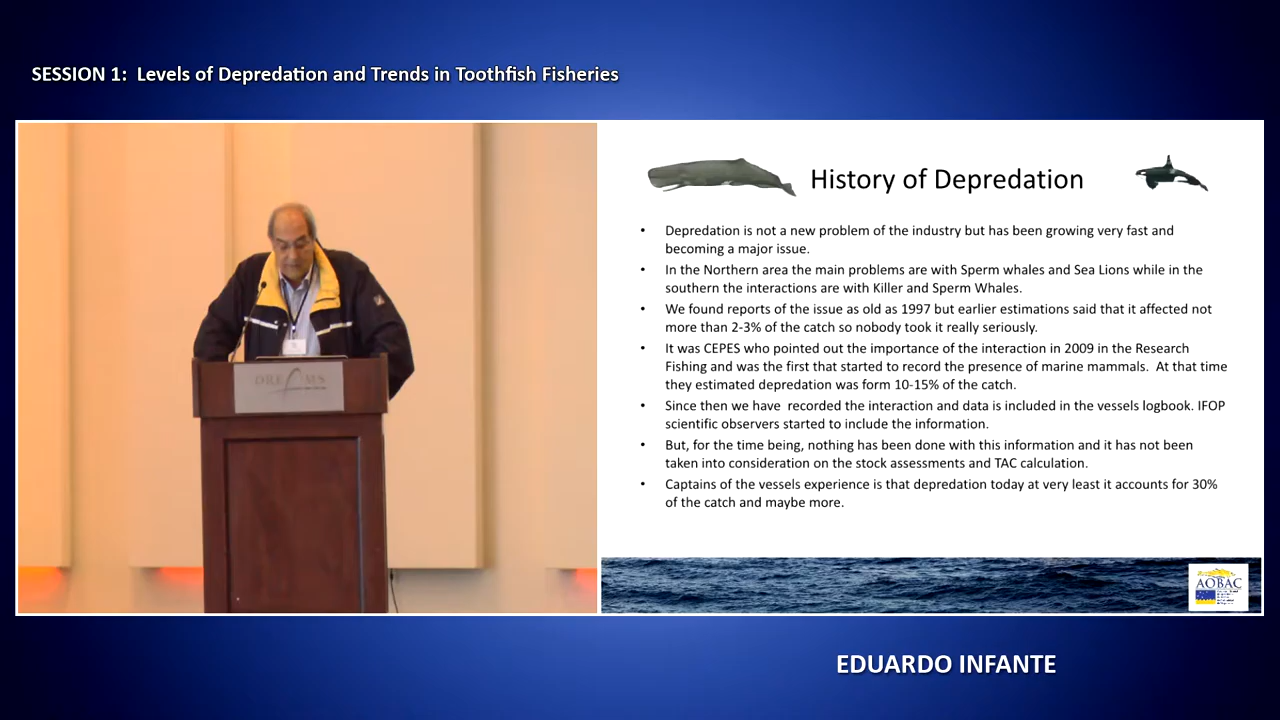 SESSION 1: Levels of Depredation and Trends in Toothfish Fisheries
History of Depredation
• Depredation is not a new problem of the industry but has been growing very fast and
becoming a major issue.
• In the Northern area the main problems are with Sperm whales and Sea Lions while in the
southern the interactions are with Killer and Sperm Whales.
• We found reports of the issue as old as 1997 but earlier estimations said that it affected not
more than 2-3% of the catch so nobody took it really seriously.
• It was CEPES who pointed out the importance of the interaction in 2009 in the Research
Fishing and was the first that started to record the presence of marine mammals. At that time
they estimated depredation was form 10-15% of the catch.
• Since then we have recorded the interaction and data is included in the vessels logbook. IFOP
scientific observers started to include the information.
• But, for the time being, nothing has been done with this information and it has not been
taken into consideration on the stock assessments and TAC calculation.
• Captains of the vessels experience is that depredation today at very least it accounts for 30%
of the catch and maybe more.
DREAMS
AOBAC
EDUARDO INFANTE